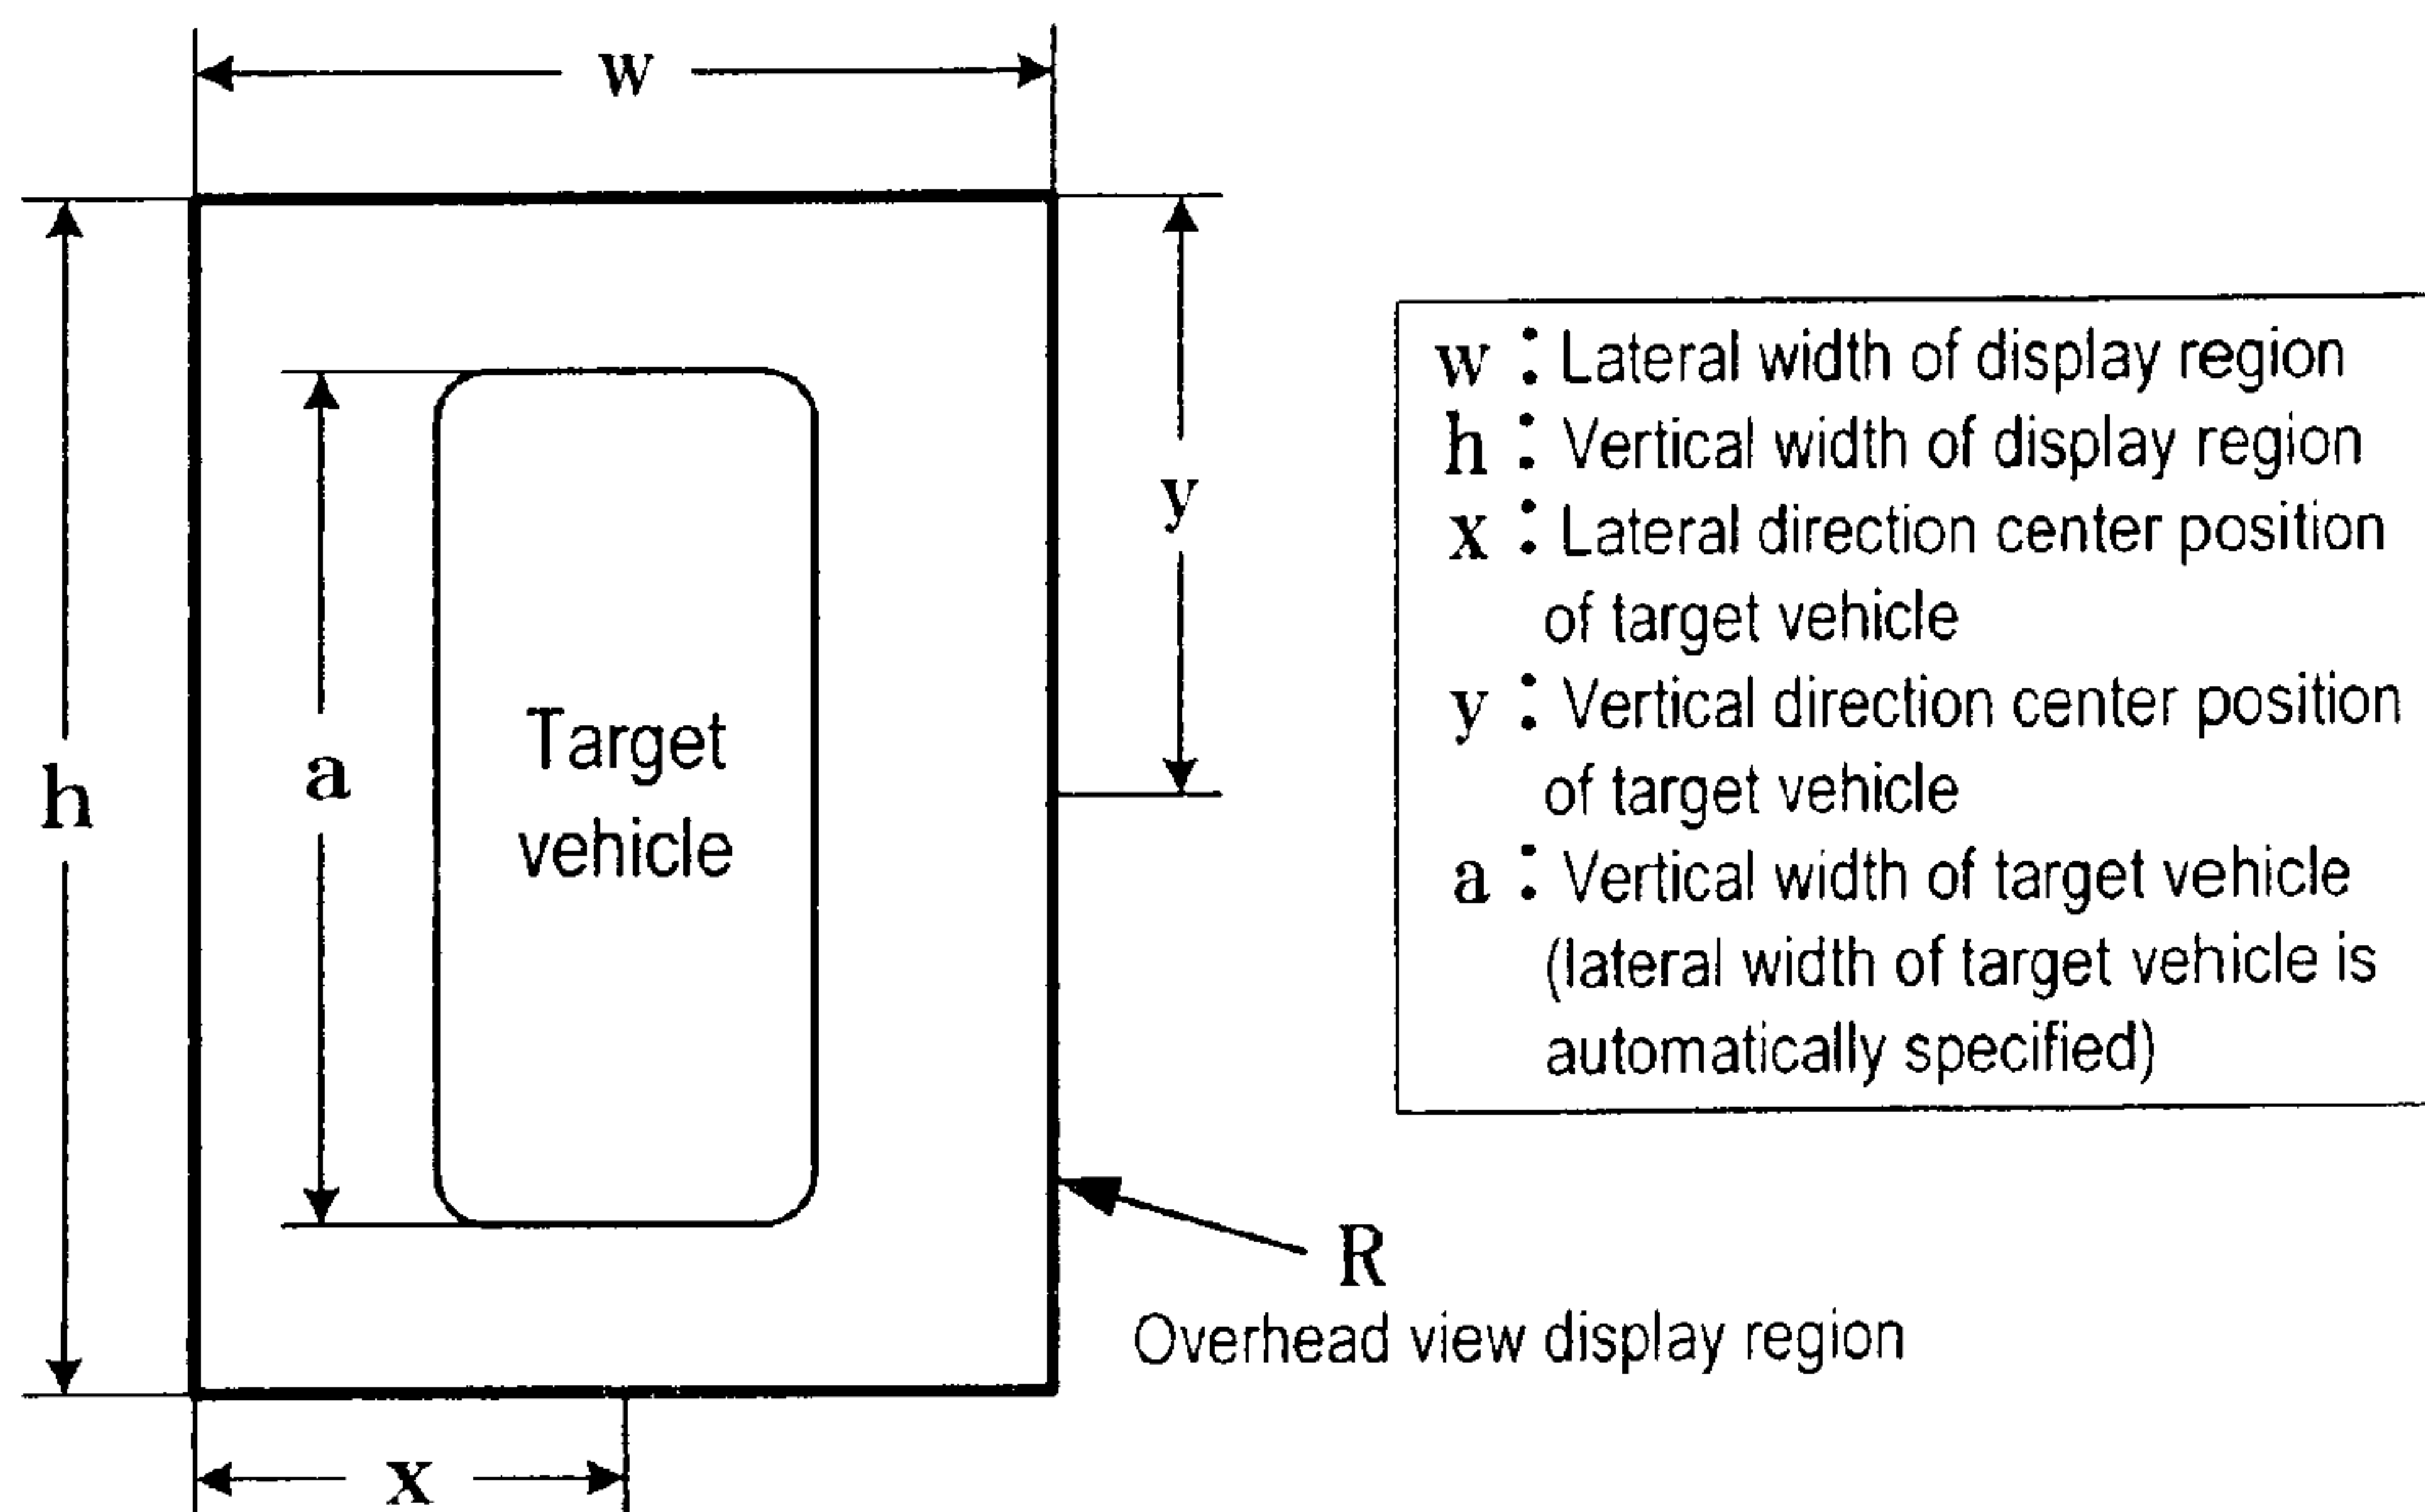 w
h
a
Target
vehicle
y
x
w : Lateral width of display region
h : Vertical width of display region
x : Lateral direction center position
of target vehicle
y : Vertical direction center position
of target vehicle
a : Vertical width of target vehicle
(lateral width of target vehicle is
automatically specified)
R
Overhead view display region